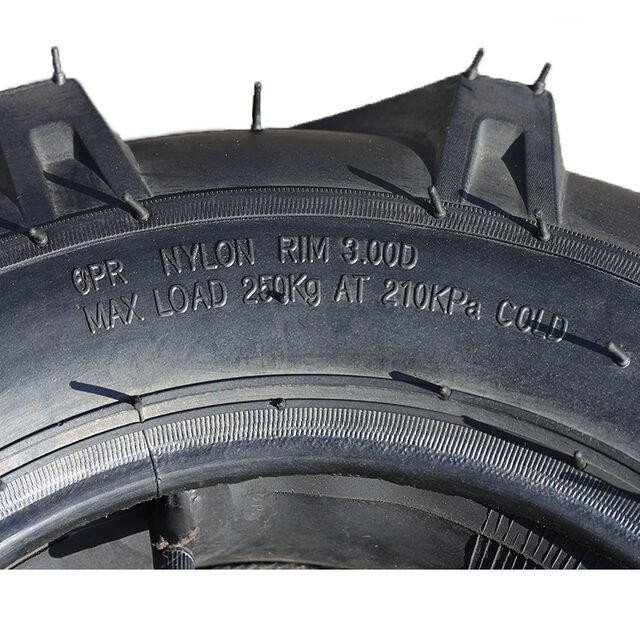 6PR NYLON RIM 3.00D
MAX LOAD 250Kg AT 210KPa COLD